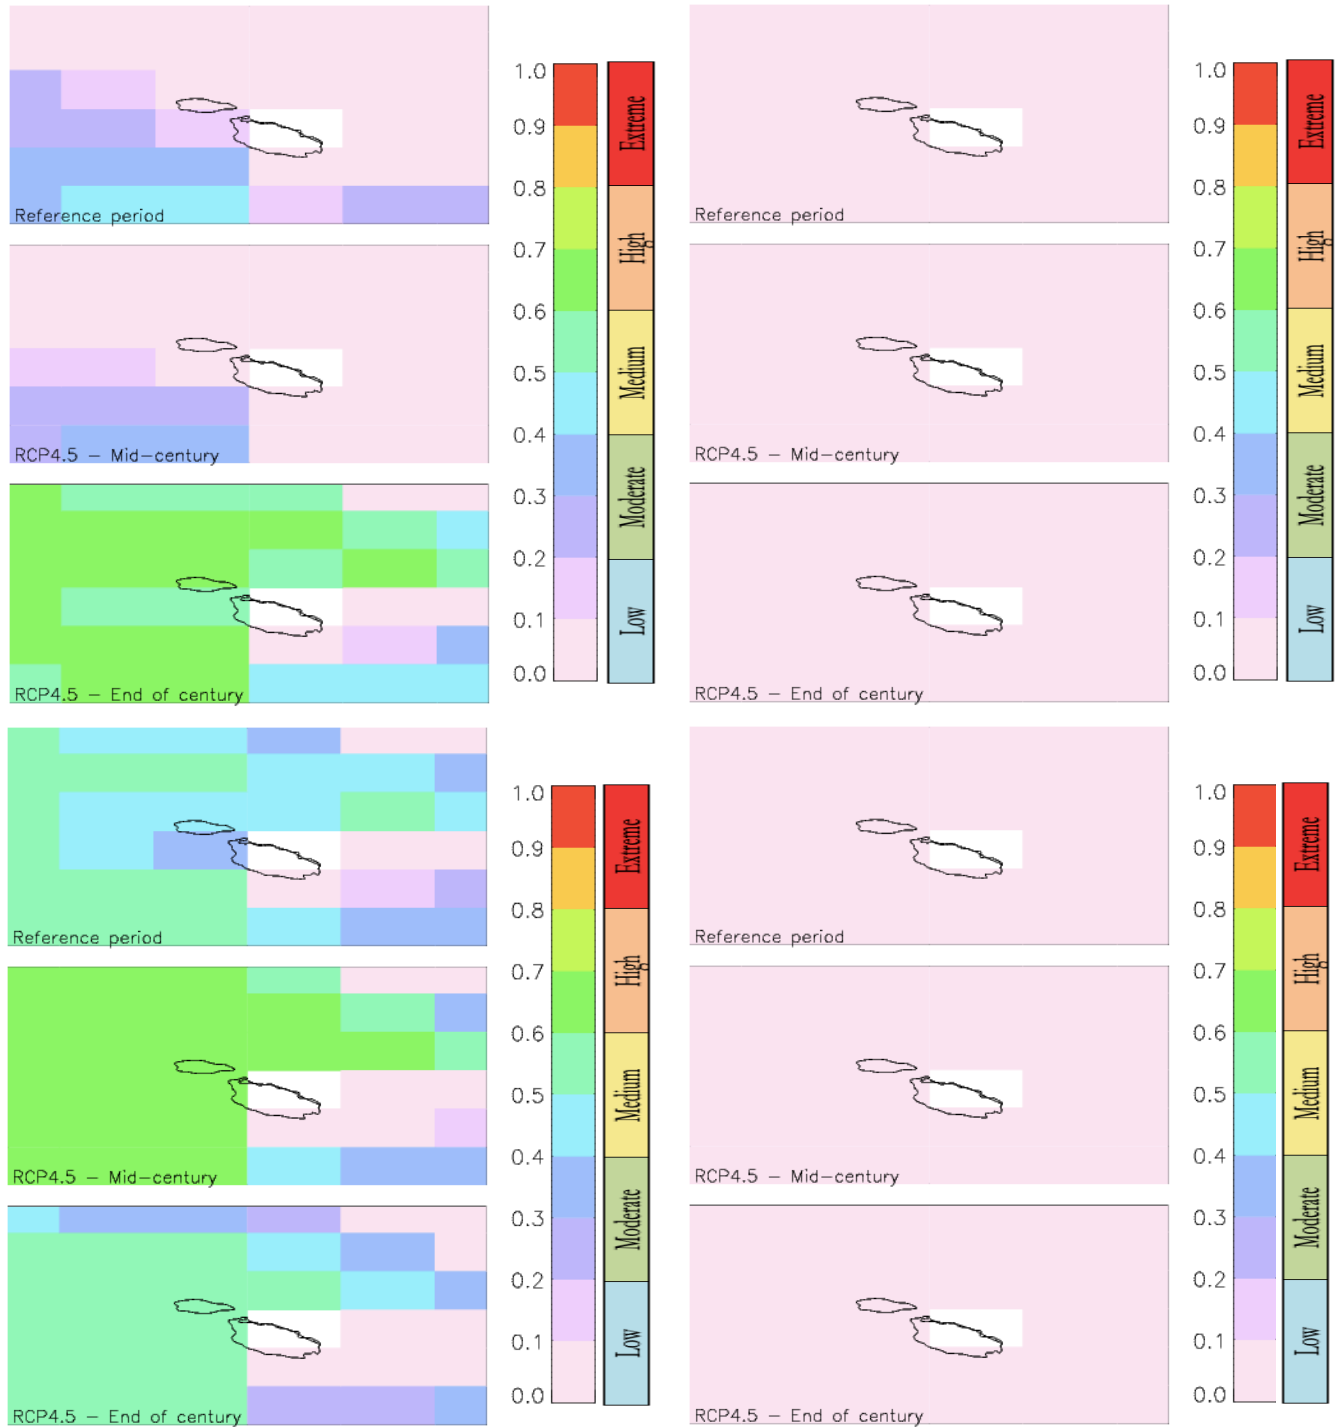 Reference period
RCP4.5 – Mid-century
RCP4.5 – End of century
1.0
0.9
0.8
0.7
0.6
0.5
0.4
0.3
0.2
0.1
0.0
Extreme
High
Medium
Moderate
Low
Reference period
RCP4.5 – Mid-century
RCP4.5 – End of century
1.0
0.9
0.8
0.7
0.6
0.5
0.4
0.3
0.2
0.1
0.0
Extreme
High
Medium
Moderate
Low
Reference period
RCP4.5 – Mid-century
RCP4.5 – End of century
1.0
0.9
0.8
0.7
0.6
0.5
0.4
0.3
0.2
0.1
0.0
Extreme
High
Medium
Moderate
Low
Reference period
RCP4.5 – Mid-century
RCP4.5 – End of century
1.0
0.9
0.8
0.7
0.6
0.5
0.4
0.3
0.2
0.1
0.0
Extreme
High
Medium
Moderate
Low